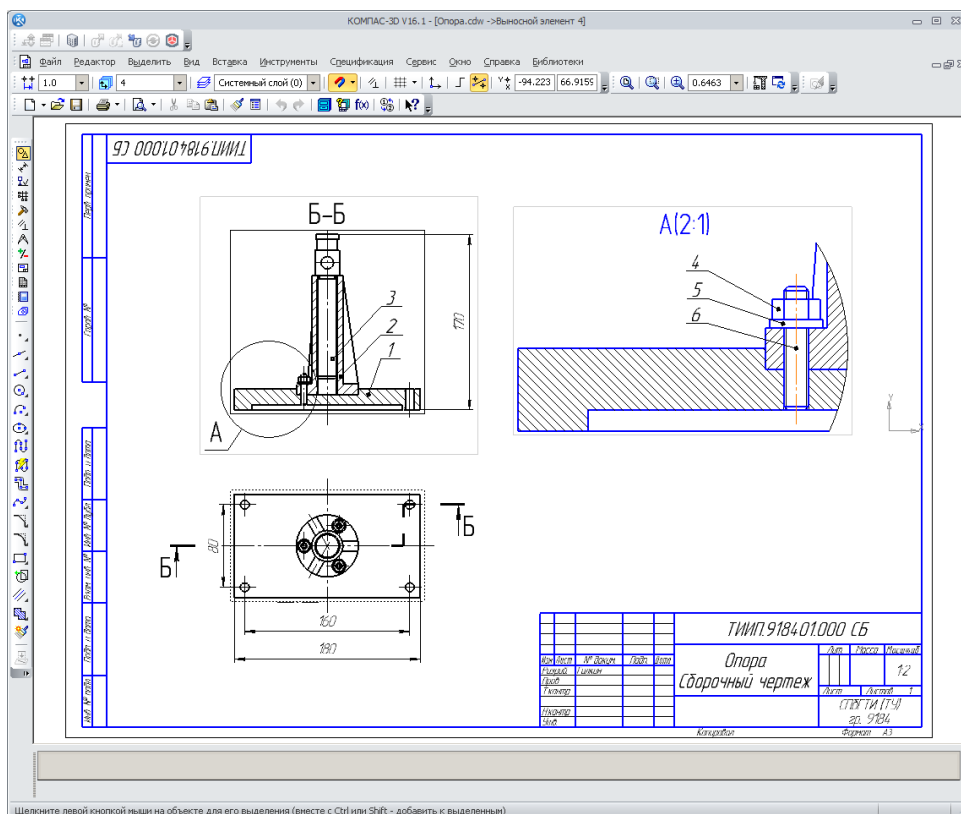 КОМПАС-3D V16.1 - [Опора.cdw ->Выносной элемент 4]
Файл Редактор Выделить Вид Вставка Инструменты Спецификация Сервис Окно Справка Библиотеки
1.0 4 Системный слой (0) -94.223 66.9159 0.6463
ТИИП.918401.000 СБ
Б-Б
А(2:1)
4
5
6
3
2
1
170
А
Б
Б
80
160
180
ТИИП.918401.000 СБ
Опора
Сборочный чертеж
Изм Лист № докум. Подп. Дата
Разраб.
Пров.
Т.контр.
Н.контр.
Утв.
Лит. Масса Масштаб
1:2
Лист Листов 1
СПбГТИ (ТУ)
гр. 9184
Копировал Формат А3
Перв. примен.
Справ. №
Подп. и дата
Инв. № дубл.
Взам. инв. №
Подп. и дата
Инв. № подл.
Щелкните левой кнопкой мыши на объекте для его выделения (вместе с Ctrl или Shift - добавить к выделенным)